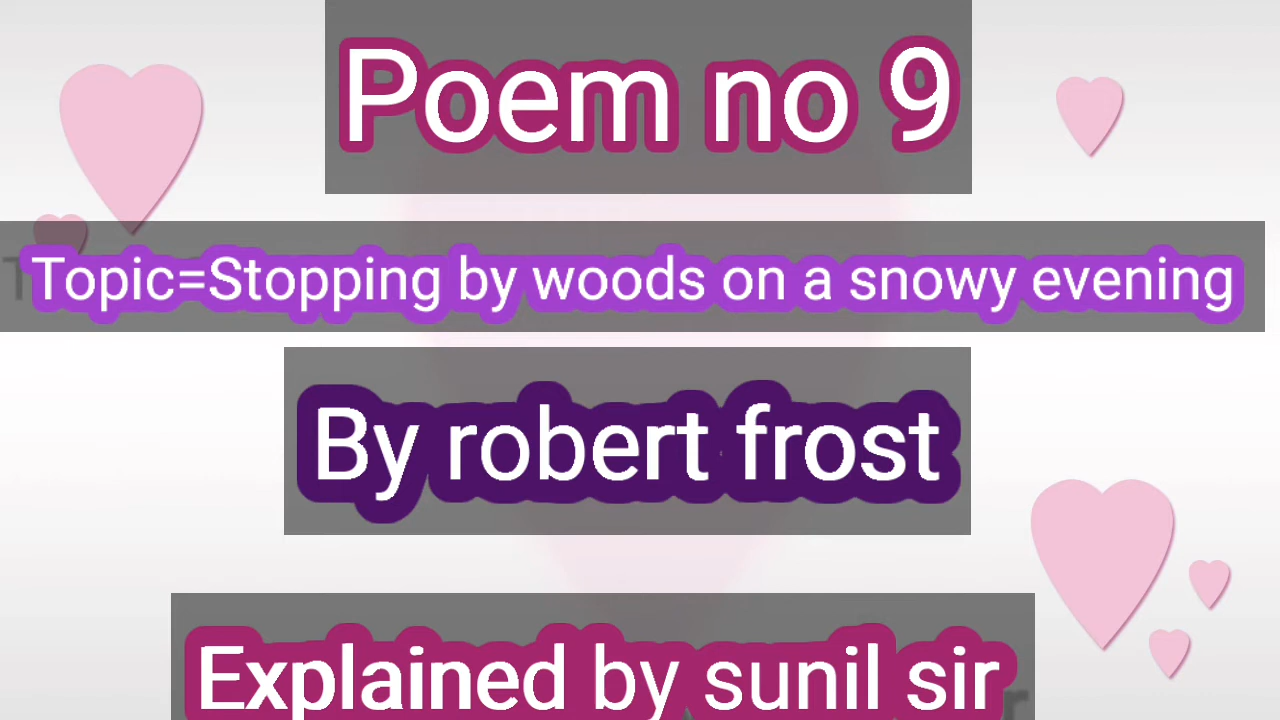 Poem no 9
Topic=Stopping by woods on a snowy evening
By robert frost
Explained by sunil sir